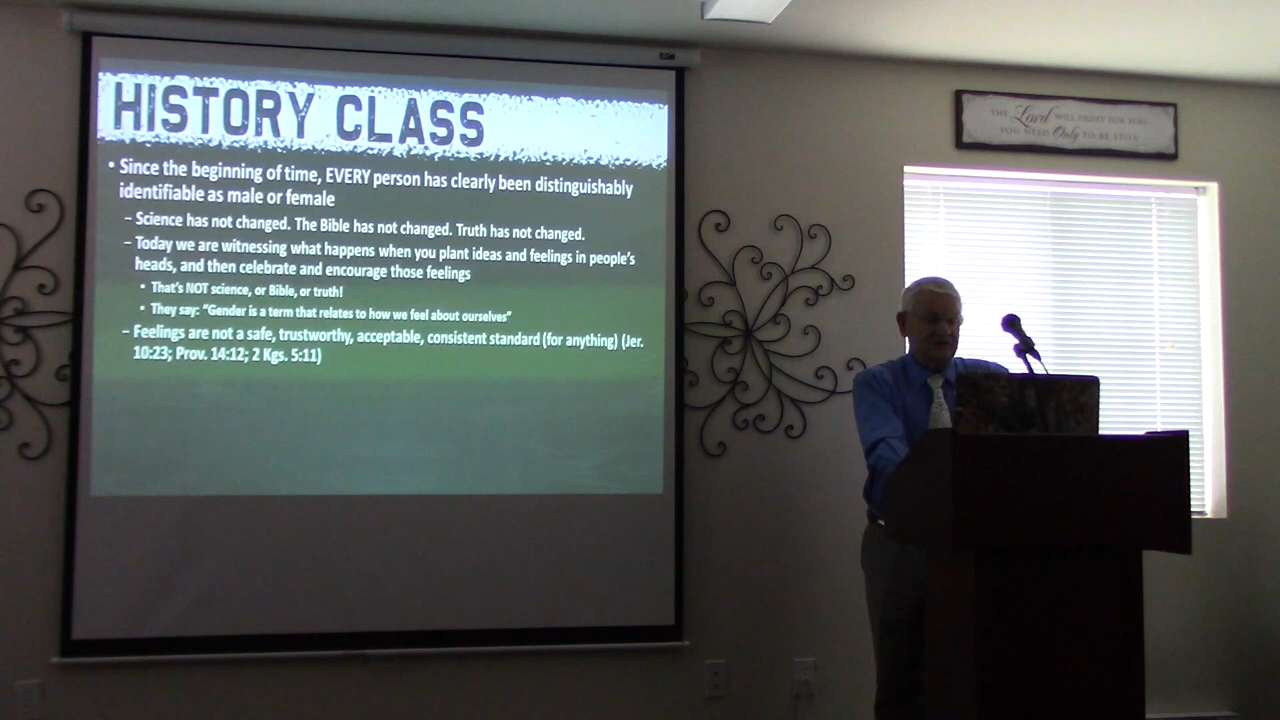 HISTORY CLASS
• Since the beginning of time, EVERY person has clearly been distinguishably
identifiable as male or female
– Science has not changed. The Bible has not changed. Truth has not changed.
– Today we are witnessing what happens when you plant ideas and feelings in people's
heads, and then celebrate and encourage those feelings
• That's NOT science, or Bible, or truth!
• They say: "Gender is a term that relates to how we feel about ourselves"
– Feelings are not a safe, trustworthy, acceptable, consistent standard (for anything) (Jer.
10:23; Prov. 14:12; 2 Kgs. 5:11)
THE Lord WILL FIGHT FOR YOU
YOU NEED Only TO BE STILL